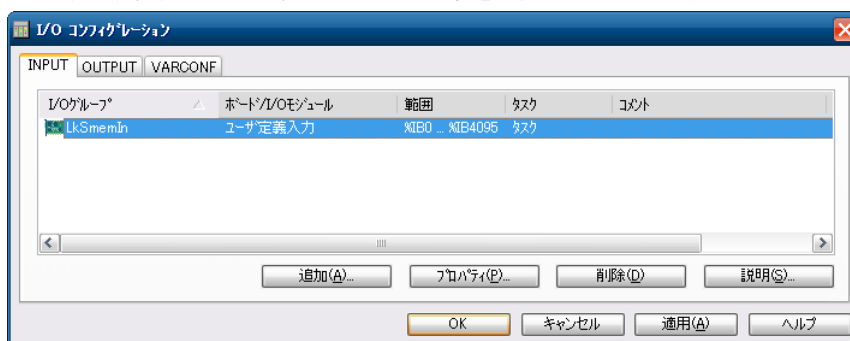 I/O ｺﾝﾌｨｸﾞﾚｰｼｮﾝ
INPUT OUTPUT VARCONF
I/Oｸﾞﾙｰﾌﾟ ﾎﾞｰﾄﾞ/I/Oﾓｼﾞｭｰﾙ 範囲 ﾀｽｸ ｺﾒﾝﾄ
LkSmemIn ユーザ定義入力 %IB0 ... %IB4095 ﾀｽｸ
追加(A)... ﾌﾟﾛﾊﾟﾃｨ(P)... 削除(D) 説明(S)...
OK キャンセル 適用(A) ヘルプ